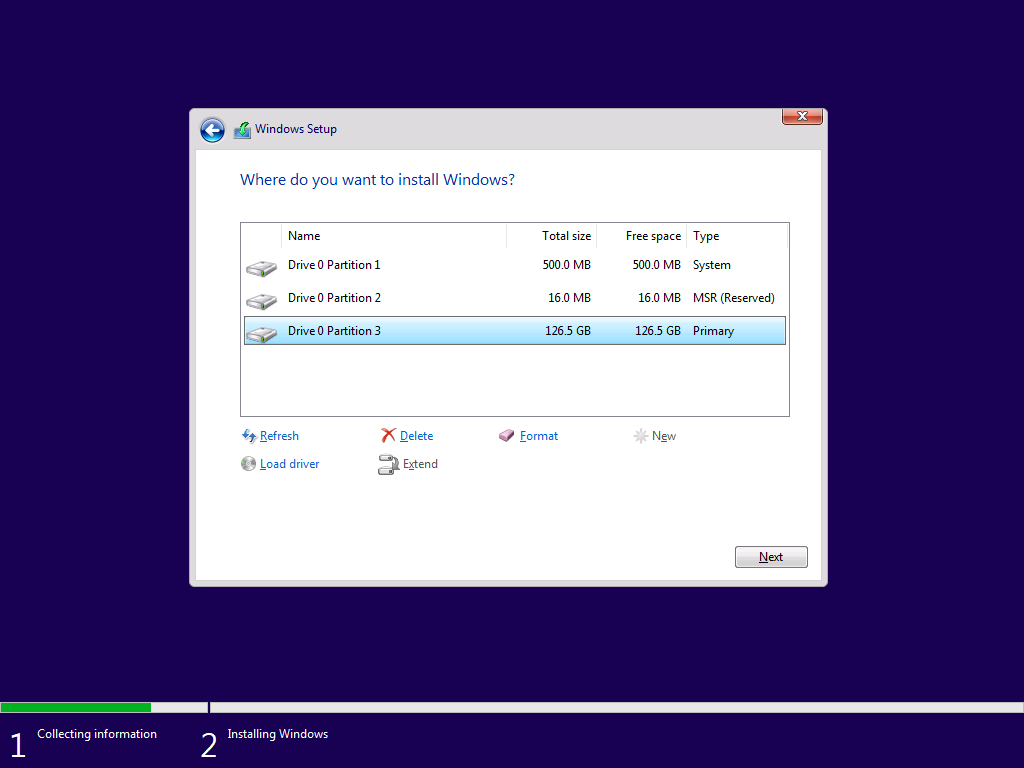 Windows Setup
Where do you want to install Windows?
Name Total size Free space Type
Drive 0 Partition 1 500.0 MB 500.0 MB System
Drive 0 Partition 2 16.0 MB 16.0 MB MSR (Reserved)
Drive 0 Partition 3 126.5 GB 126.5 GB Primary
Refresh Delete Format New
Load driver Extend
Next
1 Collecting information 2 Installing Windows